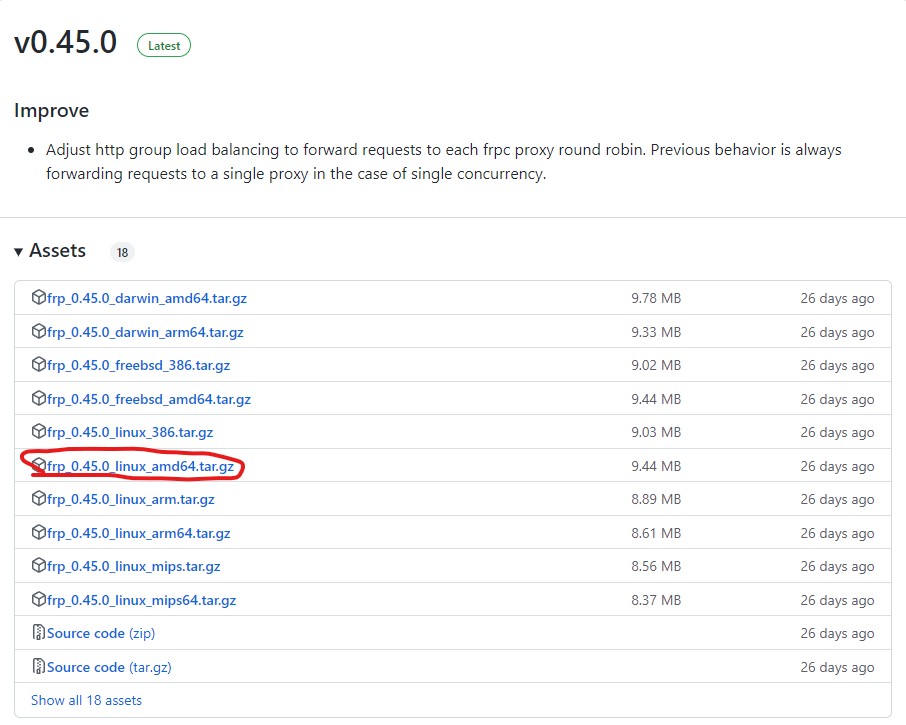 v0.45.0 Latest
Improve
Adjust http group load balancing to forward requests to each frpc proxy round robin. Previous behavior is always
forwarding requests to a single proxy in the case of single concurrency.
Assets 18
frp_0.45.0_darwin_amd64.tar.gz 9.78 MB 26 days ago
frp_0.45.0_darwin_arm64.tar.gz 9.33 MB 26 days ago
frp_0.45.0_freebsd_386.tar.gz 9.02 MB 26 days ago
frp_0.45.0_freebsd_amd64.tar.gz 9.44 MB 26 days ago
frp_0.45.0_linux_386.tar.gz 9.03 MB 26 days ago
frp_0.45.0_linux_amd64.tar.gz 9.44 MB 26 days ago
frp_0.45.0_linux_arm.tar.gz 8.89 MB 26 days ago
frp_0.45.0_linux_arm64.tar.gz 8.61 MB 26 days ago
frp_0.45.0_linux_mips.tar.gz 8.56 MB 26 days ago
frp_0.45.0_linux_mips64.tar.gz 8.37 MB 26 days ago
Source code (zip) 26 days ago
Source code (tar.gz) 26 days ago
Show all 18 assets